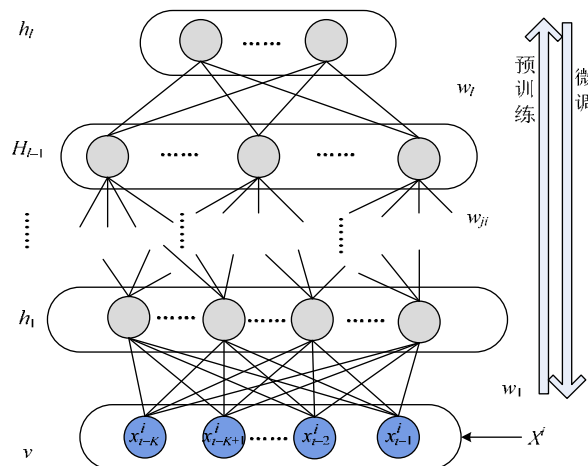 h_l
w_l
预训练
微调
H_{l-1}
w_{ji}
h_1
w_1
x^i_{t-K} x^i_{t-K+1} x^i_{t-2} x^i_{t-1}
X^i
v